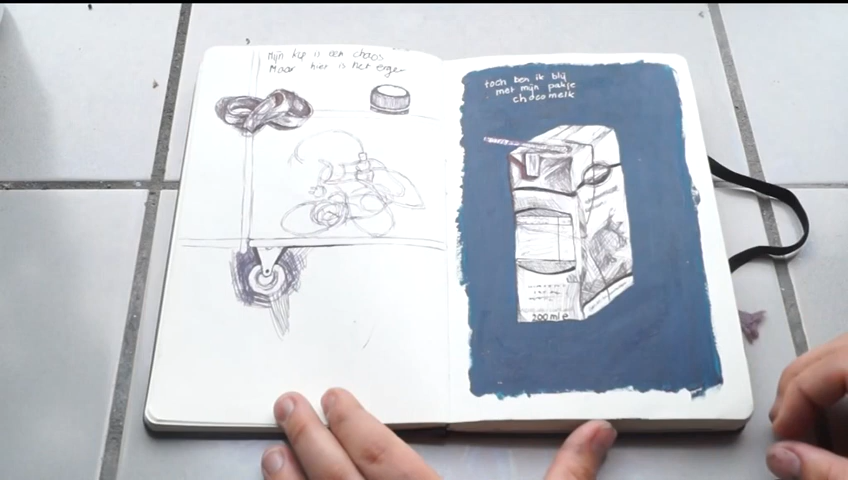 Mijn kop is een chaos
Maar hier is het erger
toch ben ik blij
met mijn pakje
chocomelk
200 ml e